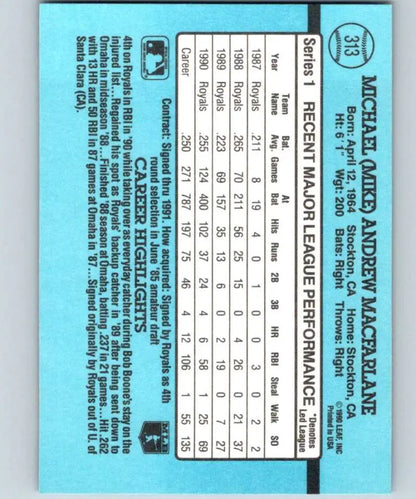 313
MICHAEL (MIKE) ANDREW MACFARLANE
Born: April 12, 1964 Stockton, CA Home: Stockton, CA
Ht: 6' 1" Wgt: 200 Bats: Right Throws: Right
© 1990 LEAF, INC
Printed in USA
Series 1 RECENT MAJOR LEAGUE PERFORMANCE *Denotes Led League
Team Bat. At
Year Name Avg. Games Bat Hits Runs 2B 3B HR RBI Steal Walk SO
1987 Royals .211 8 19 4 0 1 0 0 3 0 2 2
1988 Royals .265 70 211 56 25 15 0 4 26 0 21 37
1989 Royals .223 69 157 35 13 6 0 2 19 0 7 27
1990 Royals .255 124 400 102 37 24 4 6 58 1 25 69
Career .250 271 787 197 75 46 4 12 106 1 55 135
Contract: Signed thru 1991. How acquired: Signed by Royals as 4th
round selection in June '85 amateur draft
CAREER HIGHLIGHTS
4th on Royals in RBI in '90 while taking over as everyday catcher during Bob Boone's stay on the
injured list...Regained his spot as Royals' backup catcher in '89 after being sent down to
Omaha in midseason '88...Finished '88 season at Omaha, batting .237 in 21 games...Hit .262
with 13 HR and 50 RBI in 87 games at Omaha in '87...Signed originally by Royals out of U. of
Santa Clara (CA).